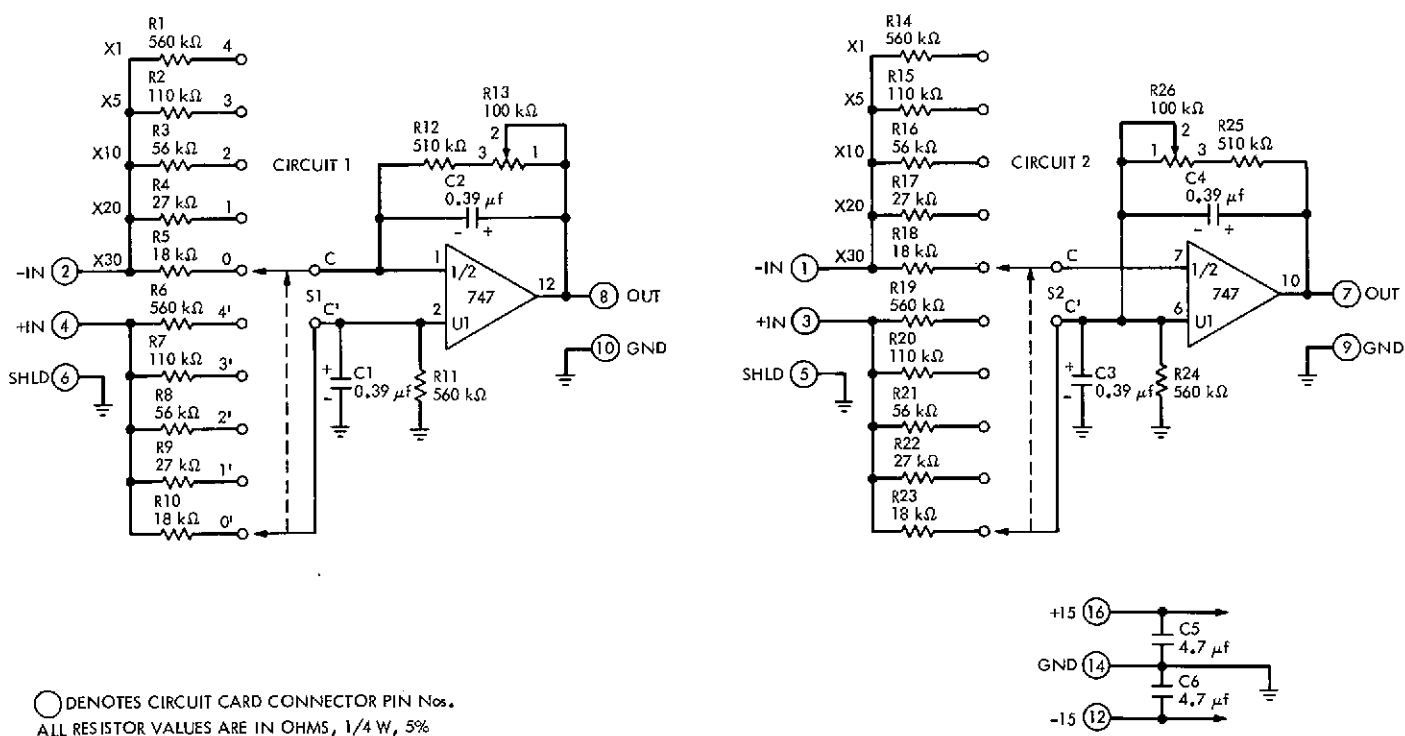 R1
560 kΩ
X1
4
R2
110 kΩ
X5
3
R3
56 kΩ
X10
2
R4
27 kΩ
X20
1
R5
18 kΩ
X30
0
-IN 2
R6
560 kΩ
4'
+IN 4
R7
110 kΩ
3'
SHLD 6
R8
56 kΩ
2'
R9
27 kΩ
1'
R10
18 kΩ
0'
CIRCUIT 1
R13
100 kΩ
2
R12
510 kΩ
3
1
C2
0.39 μf
- +
C
S1
C'
1
1/2
747
12
2
U1
8 OUT
10 GND
+
-
C1
0.39 μf
R11
560 kΩ
R14
560 kΩ
X1
R15
110 kΩ
X5
R16
56 kΩ
X10
R17
27 kΩ
X20
R18
18 kΩ
X30
-IN 1
R19
560 kΩ
+IN 3
R20
110 kΩ
SHLD 5
R21
56 kΩ
R22
27 kΩ
R23
18 kΩ
CIRCUIT 2
R26
100 kΩ
2
R25
510 kΩ
1
3
C4
0.39 μf
- +
C
S2
C'
7
1/2
747
10
6
U1
7 OUT
9 GND
+
-
C3
0.39 μf
R24
560 kΩ
+15 16
C5
4.7 μf
GND 14
C6
4.7 μf
-15 12
DENOTES CIRCUIT CARD CONNECTOR PIN Nos.
ALL RESISTOR VALUES ARE IN OHMS, 1/4 W, 5%